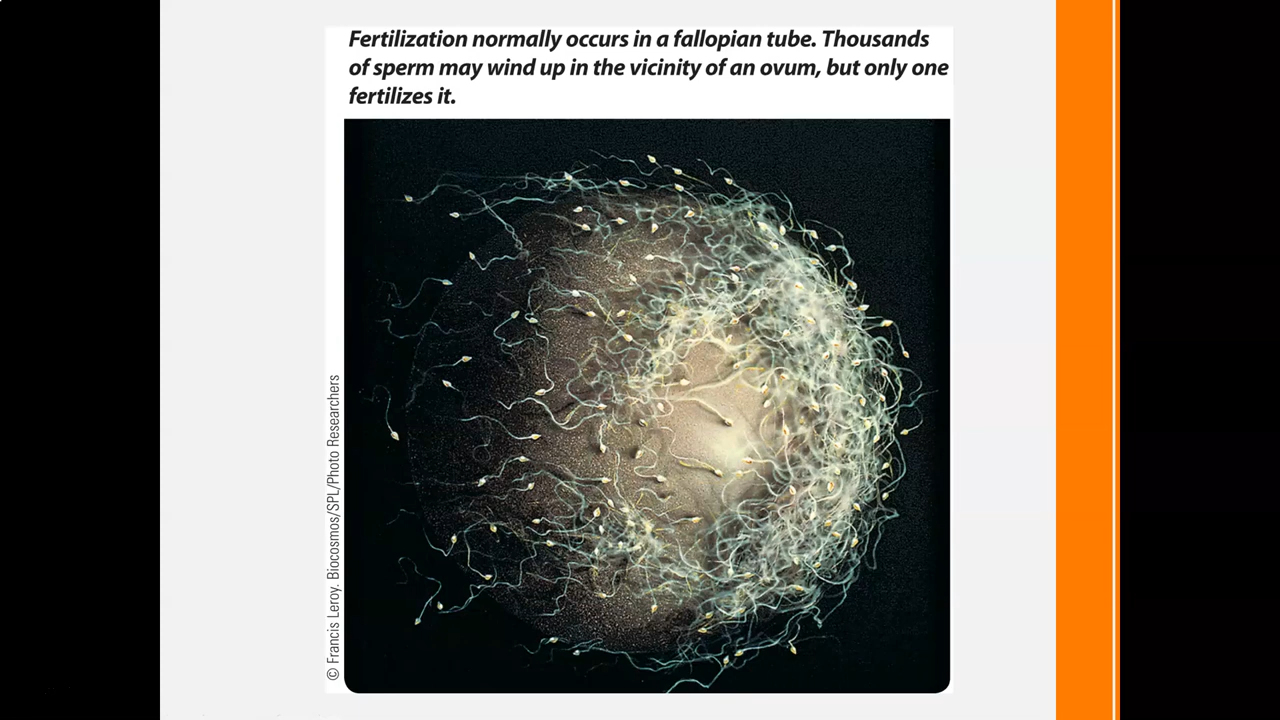 Fertilization normally occurs in a fallopian tube. Thousands
of sperm may wind up in the vicinity of an ovum, but only one
fertilizes it.
© Francis Leroy. Biocosmos/SPL/Photo Researchers